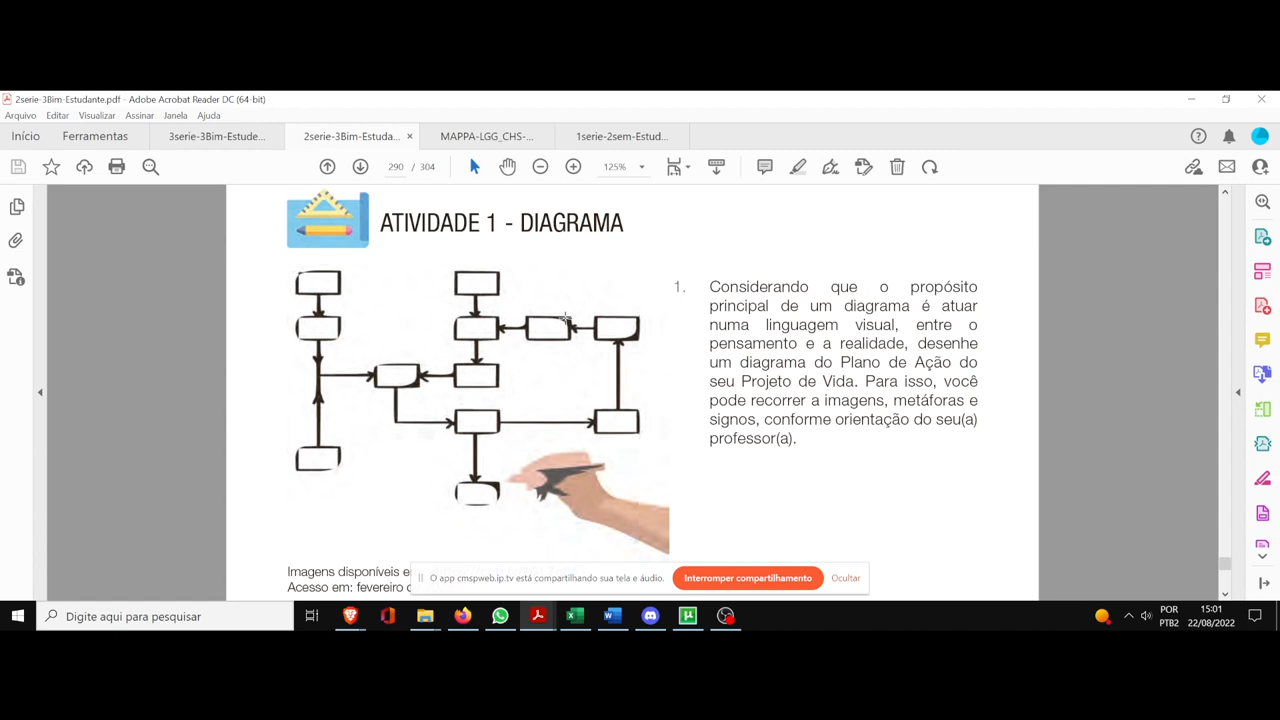 2serie-3Bim-Estudante.pdf - Adobe Acrobat Reader DC (64-bit)
Arquivo Editar Visualizar Assinar Janela Ajuda
Início Ferramentas 3serie-3Bim-Estude... 2serie-3Bim-Estuda... MAPPA-LGG_CHS-... 1serie-2sem-Estud...
290 / 304 125%
ATIVIDADE 1 - DIAGRAMA
1. Considerando que o propósito
principal de um diagrama é atuar
numa linguagem visual, entre o
pensamento e a realidade, desenhe
um diagrama do Plano de Ação do
seu Projeto de Vida. Para isso, você
pode recorrer a imagens, metáforas e
signos, conforme orientação do seu(a)
professor(a).
Imagens disponíveis e
Acesso em: fevereiro
O app cmspweb.ip.tv está compartilhando sua tela e áudio. Interromper compartilhamento Ocultar
Digite aqui para pesquisar
POR 15:01
PTB2 22/08/2022